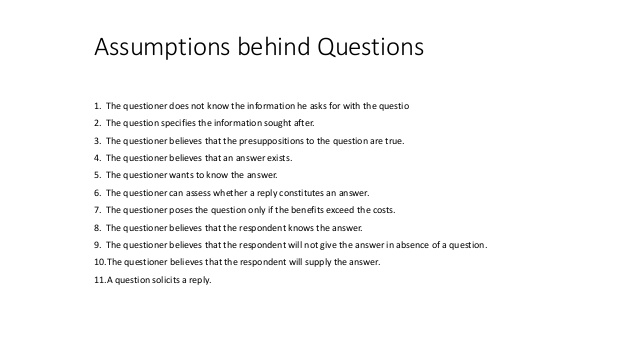 Assumptions behind Questions
1. The questioner does not know the information he asks for with the questio
2. The question specifies the information sought after.
3. The questioner believes that the presuppositions to the question are true.
4. The questioner believes that an answer exists.
5. The questioner wants to know the answer.
6. The questioner can assess whether a reply constitutes an answer.
7. The questioner poses the question only if the benefits exceed the costs.
8. The questioner believes that the respondent knows the answer.
9. The questioner believes that the respondent will not give the answer in absence of a question.
10.The questioner believes that the respondent will supply the answer.
11.A question solicits a reply.